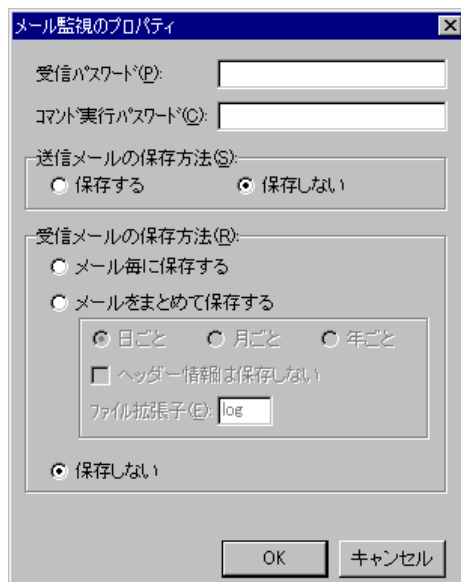 メール監視のプロパティ
受信パスワード(P):
コマンド実行パスワード(C):
送信メールの保存方法(S):
保存する 保存しない
受信メールの保存方法(R):
メール毎に保存する
メールをまとめて保存する
日ごと 月ごと 年ごと
ヘッダー情報は保存しない
ファイル拡張子(E): log
保存しない
OK キャンセル